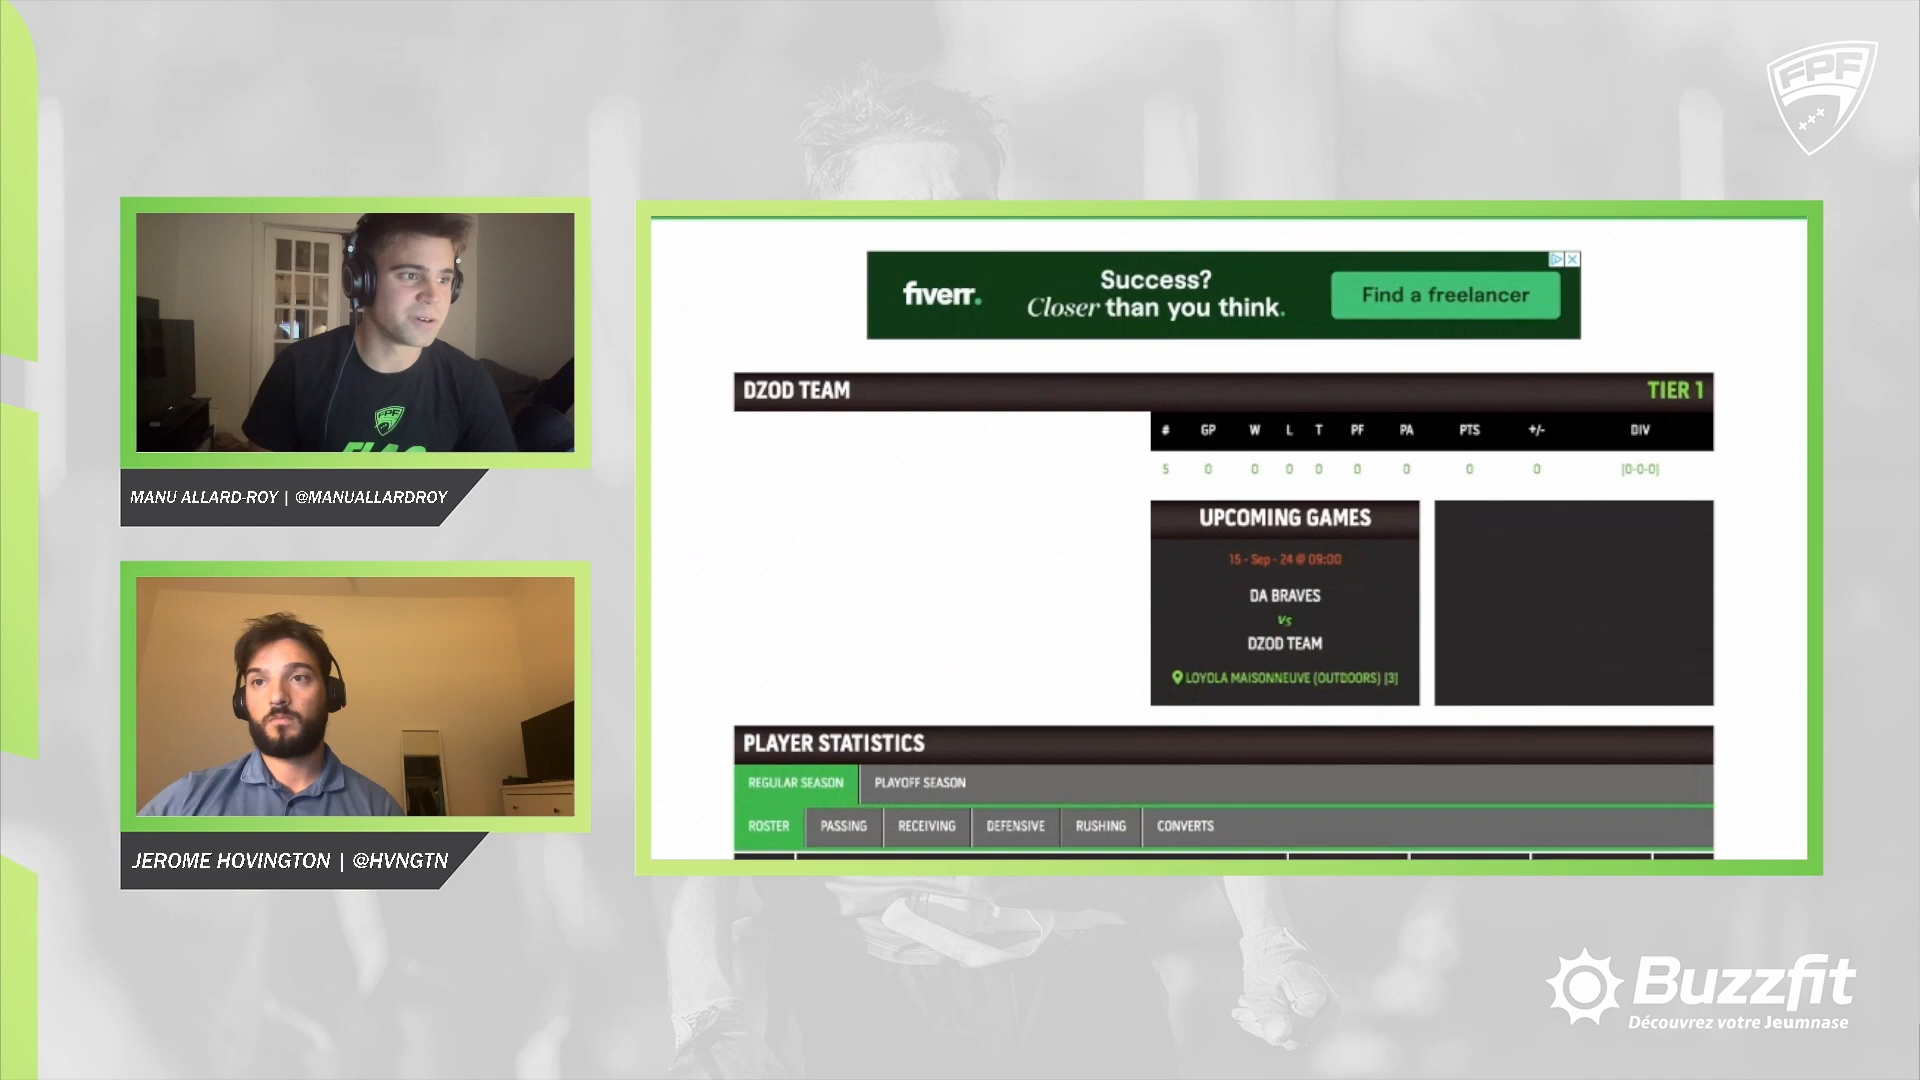 FPF
MANU ALLARD-ROY | @MANUALLARDROY
JEROME HOVINGTON | @HVNGTN
fiverr.
Success?
Closer than you think.
Find a freelancer
DZOD TEAM
TIER 1
# GP W L T PF PA PTS +/- DIV
5 0 0 0 0 0 0 0 0 [0-0-0]
UPCOMING GAMES
15 - Sep - 24 @ 09:00
DA BRAVES
VS
DZOD TEAM
LOYOLA MAISONNEUVE (OUTDOORS) [3]
PLAYER STATISTICS
REGULAR SEASON PLAYOFF SEASON
ROSTER PASSING RECEIVING DEFENSIVE RUSHING CONVERTS
Buzzfit
Découvrez votre Jeumnase